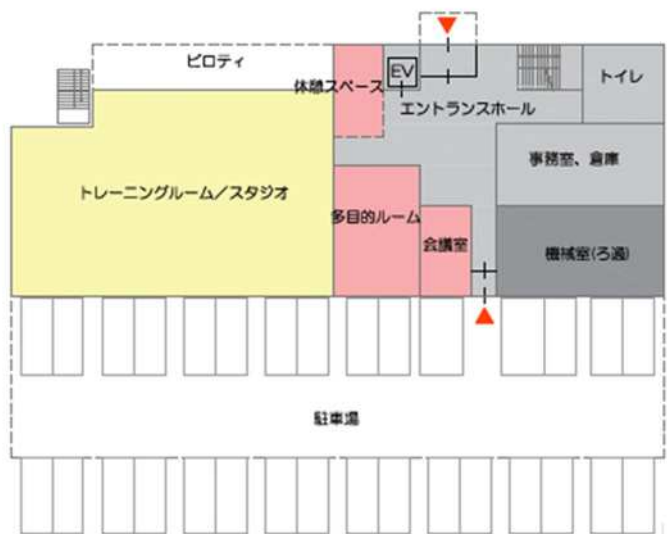 ピロティ
休憩スペース
EV
エントランスホール
トイレ
トレーニングルーム／スタジオ
事務室、倉庫
多目的ルーム
会議室
機械室(ろ過)
駐車場